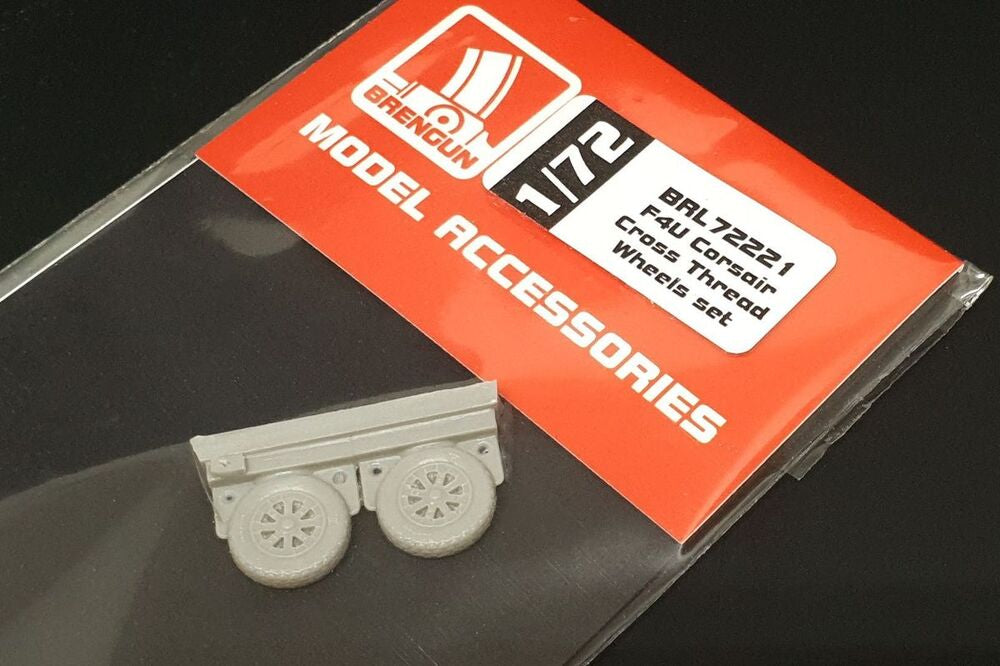 BRENGUN
MODEL ACCESSORIES
1/72
BRL72221
F4U Corsair
Cross Thread
Wheels set